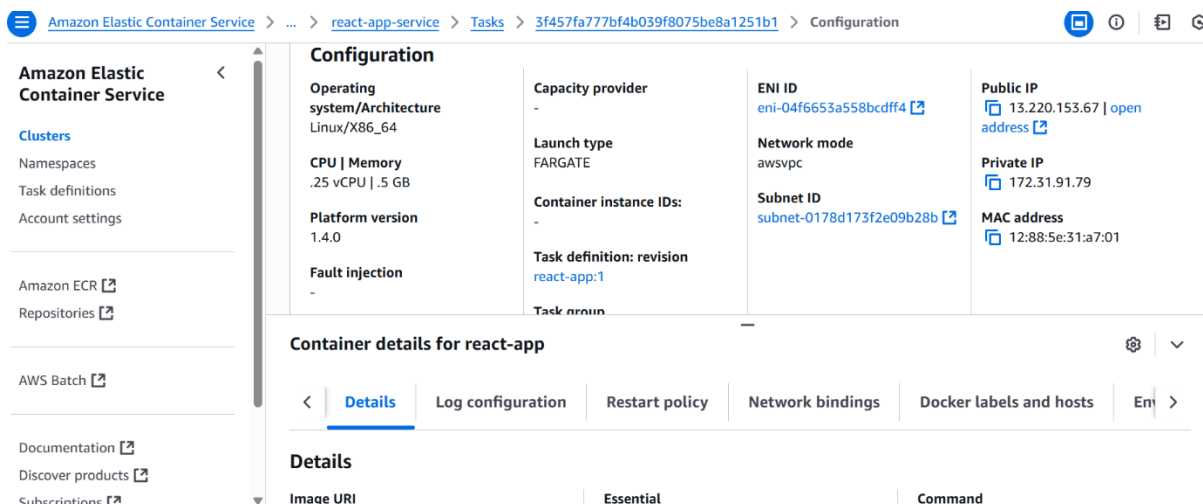 Amazon Elastic Container Service > ... > react-app-service > Tasks > 3f457fa777bf4b039f8075be8a1251b1 > Configuration
Amazon Elastic
Container Service
Clusters
Namespaces
Task definitions
Account settings
Amazon ECR
Repositories
AWS Batch
Documentation
Discover products
Subscriptions
Configuration
Operating
system/Architecture
Linux/X86_64
CPU | Memory
.25 vCPU | .5 GB
Platform version
1.4.0
Fault injection
-
Capacity provider
-
Launch type
FARGATE
Container instance IDs:
-
Task definition: revision
react-app:1
Task group
ENI ID
eni-04f6653a558bcdff4
Network mode
awsvpc
Subnet ID
subnet-0178d173f2e09b28b
Public IP
13.220.153.67 | open
address
Private IP
172.31.91.79
MAC address
12:88:5e:31:a7:01
Container details for react-app
Details
Log configuration
Restart policy
Network bindings
Docker labels and hosts
Details
Image URI
Essential
Command